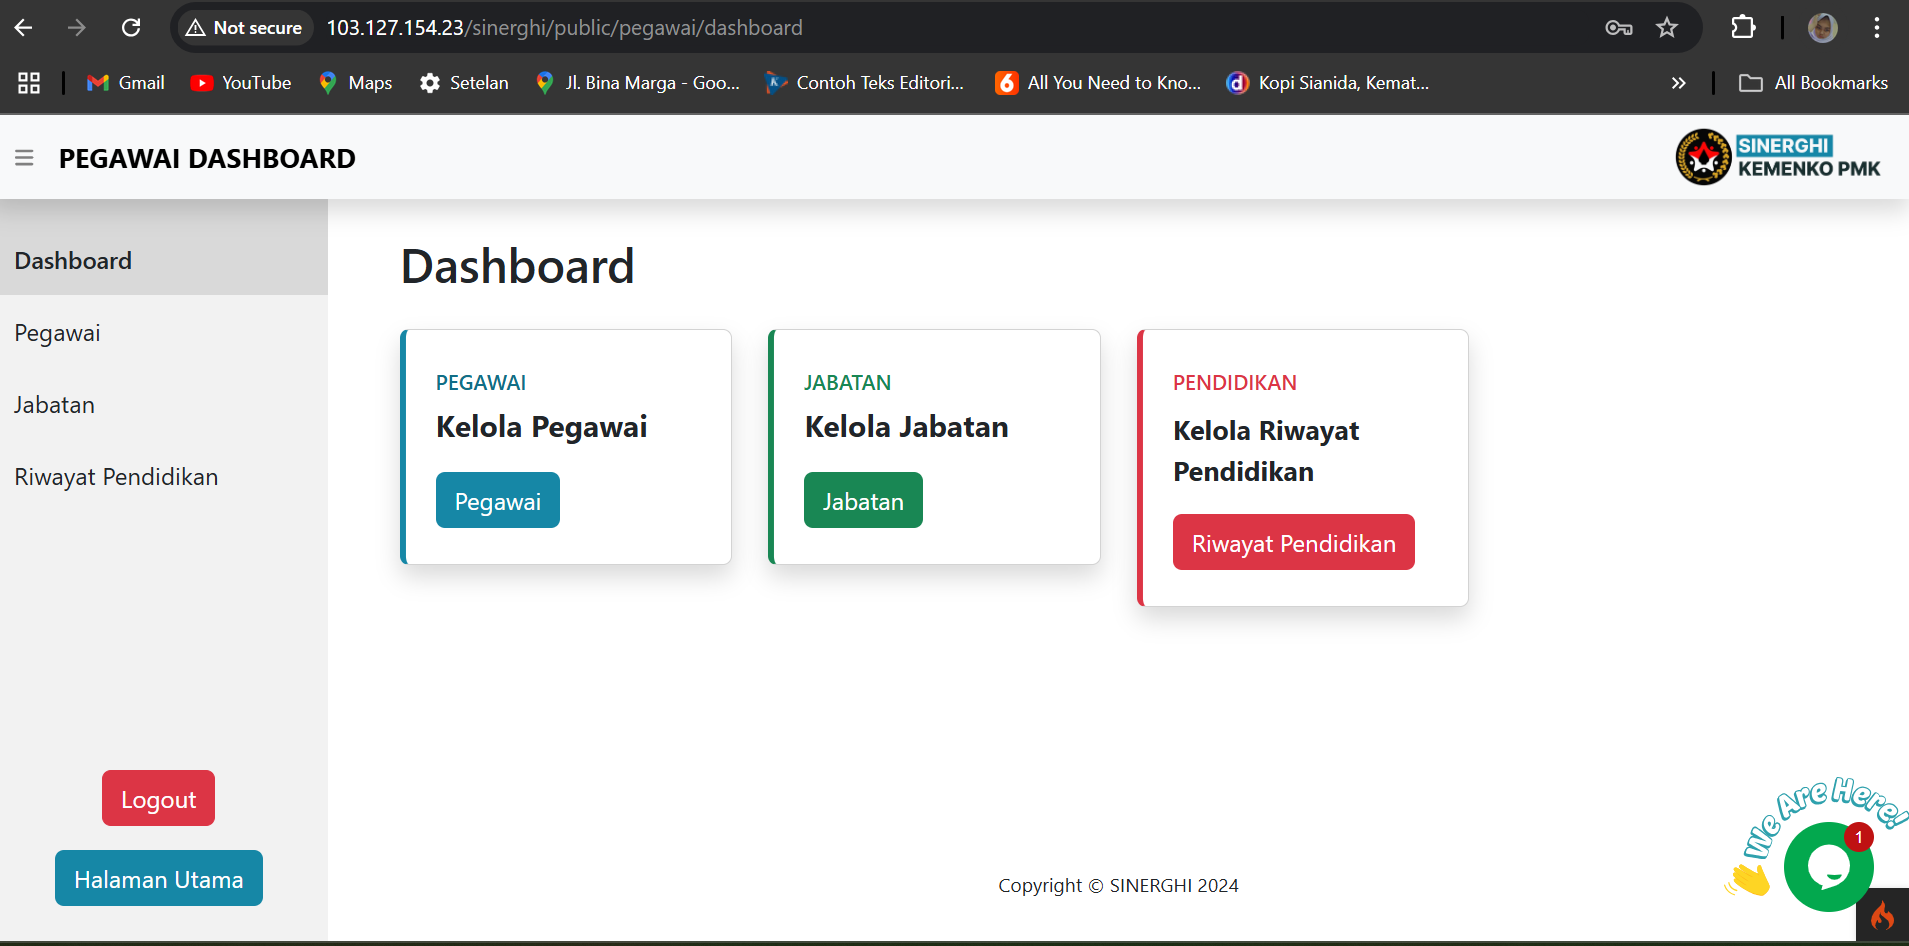 Not secure
103.127.154.23/sinerghi/public/pegawai/dashboard
Gmail
YouTube
Maps
Setelan
Jl. Bina Marga - Goo...
Contoh Teks Editori...
All You Need to Kno...
Kopi Sianida, Kemat...
All Bookmarks
PEGAWAI DASHBOARD
SINERGHI
KEMENKO PMK
Dashboard
Pegawai
Jabatan
Riwayat Pendidikan
Logout
Halaman Utama
Dashboard
PEGAWAI
Kelola Pegawai
Pegawai
JABATAN
Kelola Jabatan
Jabatan
PENDIDIKAN
Kelola Riwayat
Pendidikan
Riwayat Pendidikan
We Are Here!
1
Copyright © SINERGHI 2024